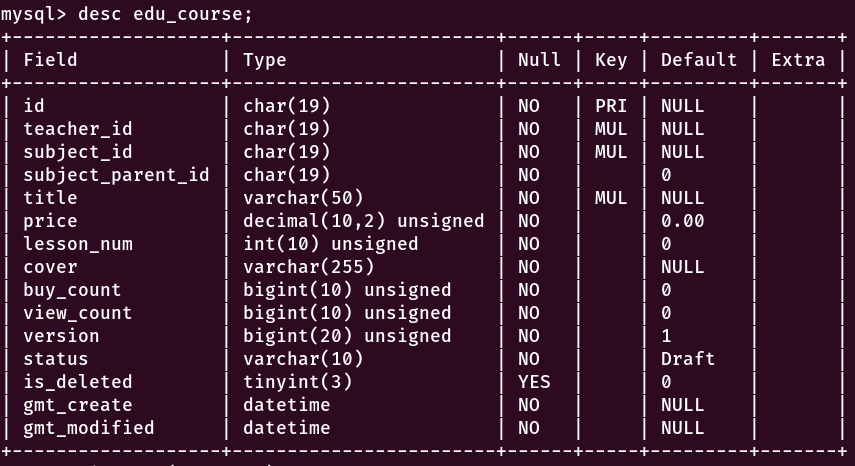 mysql> desc edu_course;
+-------------------+------------------------+------+-----+---------+-------+
| Field             | Type                   | Null | Key | Default | Extra |
+-------------------+------------------------+------+-----+---------+-------+
| id                | char(19)               | NO   | PRI | NULL    |       |
| teacher_id        | char(19)               | NO   | MUL | NULL    |       |
| subject_id        | char(19)               | NO   | MUL | NULL    |       |
| subject_parent_id | char(19)               | NO   |     | 0       |       |
| title             | varchar(50)            | NO   | MUL | NULL    |       |
| price             | decimal(10,2) unsigned | NO   |     | 0.00    |       |
| lesson_num        | int(10) unsigned       | NO   |     | 0       |       |
| cover             | varchar(255)           | NO   |     | NULL    |       |
| buy_count         | bigint(10) unsigned    | NO   |     | 0       |       |
| view_count        | bigint(10) unsigned    | NO   |     | 0       |       |
| version           | bigint(20) unsigned    | NO   |     | 1       |       |
| status            | varchar(10)            | NO   |     | Draft   |       |
| is_deleted        | tinyint(3)             | YES  |     | 0       |       |
| gmt_create        | datetime               | NO   |     | NULL    |       |
| gmt_modified      | datetime               | NO   |     | NULL    |       |
+-------------------+------------------------+------+-----+---------+-------+